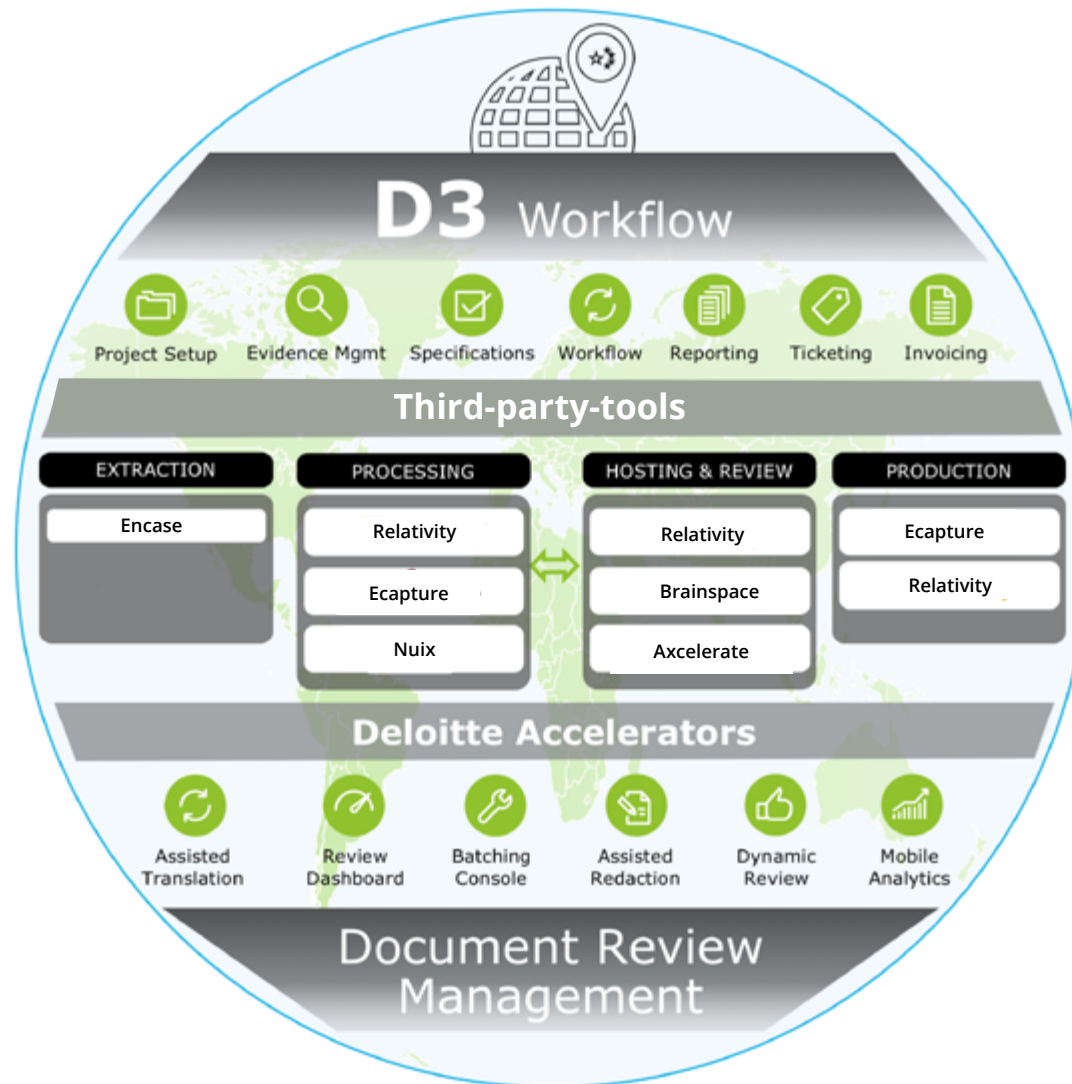 D3 Workflow
Project Setup
Evidence Mgmt
Specifications
Workflow
Reporting
Ticketing
Invoicing
Third-party-tools
EXTRACTION
Encase
PROCESSING
Relativity
Ecapture
Nuix
HOSTING & REVIEW
Relativity
Brainspace
Axcelerate
PRODUCTION
Ecapture
Relativity
Deloitte Accelerators
Assisted
Translation
Review
Dashboard
Batching
Console
Assisted
Redaction
Dynamic
Review
Mobile
Analytics
Document Review
Management